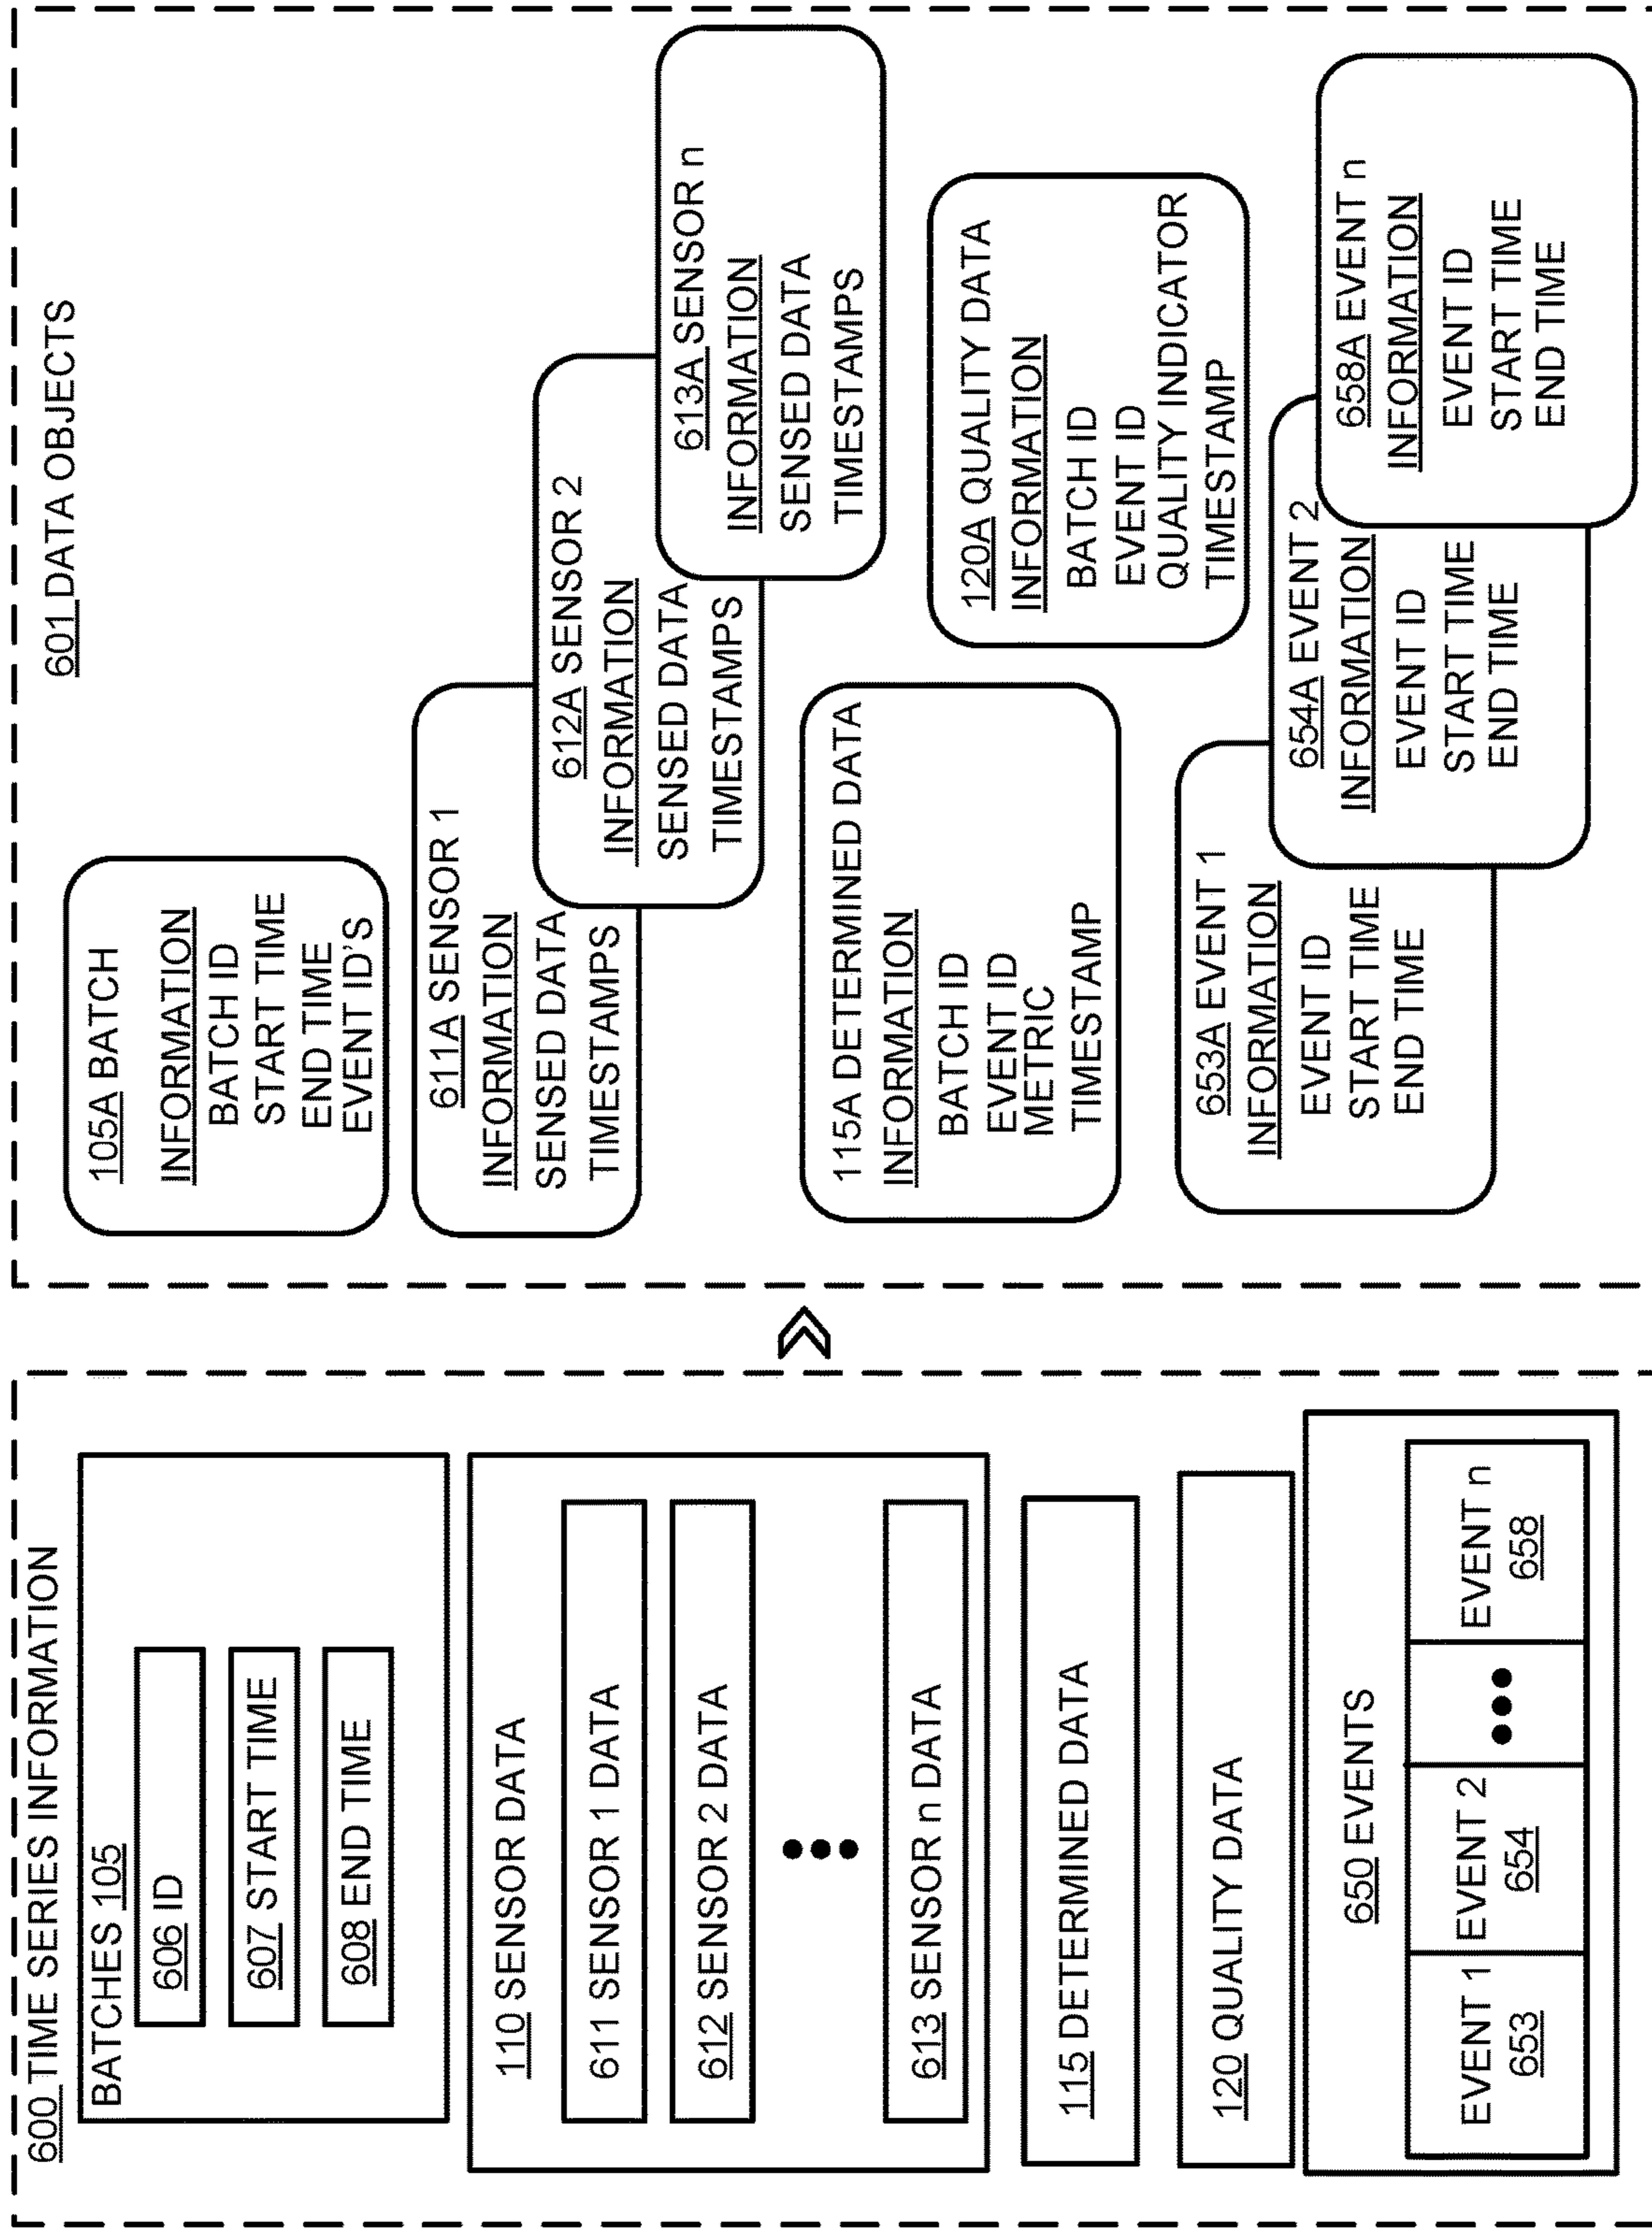 600 TIME SERIES INFORMATION
BATCHES 105
606 ID
607 START TIME
608 END TIME
110 SENSOR DATA
611 SENSOR 1 DATA
612 SENSOR 2 DATA
613 SENSOR n DATA
115 DETERMINED DATA
120 QUALITY DATA
650 EVENTS
EVENT 1
653
EVENT 2
654
EVENT n
658
601 DATA OBJECTS
105A BATCH
INFORMATION
BATCH ID
START TIME
END TIME
EVENT ID'S
611A SENSOR 1
INFORMATION
SENSED DATA
TIMESTAMPS
612A SENSOR 2
INFORMATION
SENSED DATA
TIMESTAMPS
613A SENSOR n
INFORMATION
SENSED DATA
TIMESTAMPS
115A DETERMINED DATA
INFORMATION
BATCH ID
EVENT ID
METRIC
TIMESTAMP
120A QUALITY DATA
INFORMATION
BATCH ID
EVENT ID
QUALITY INDICATOR
TIMESTAMP
653A EVENT 1
INFORMATION
EVENT ID
START TIME
END TIME
654A EVENT 2
INFORMATION
EVENT ID
START TIME
END TIME
658A EVENT n
INFORMATION
EVENT ID
START TIME
END TIME